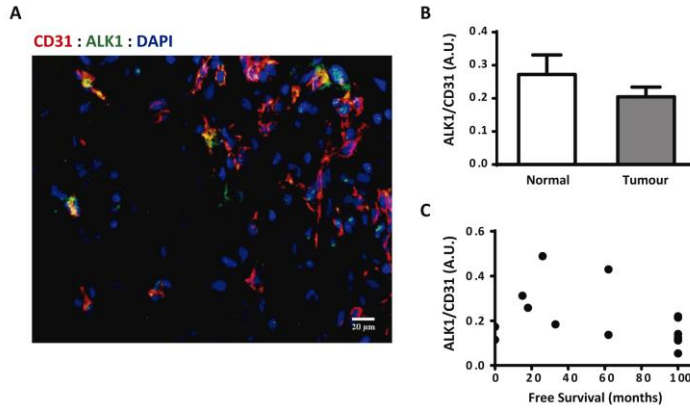 A
CD31 : ALK1 : DAPI
20 µm
B
ALK1/CD31 (A.U.)
0.4
0.3
0.2
0.1
0.0
Normal Tumour
C
ALK1/CD31 (A.U.)
0.6
0.4
0.2
0.0
0 20 40 60 80 100
Free Survival (months)